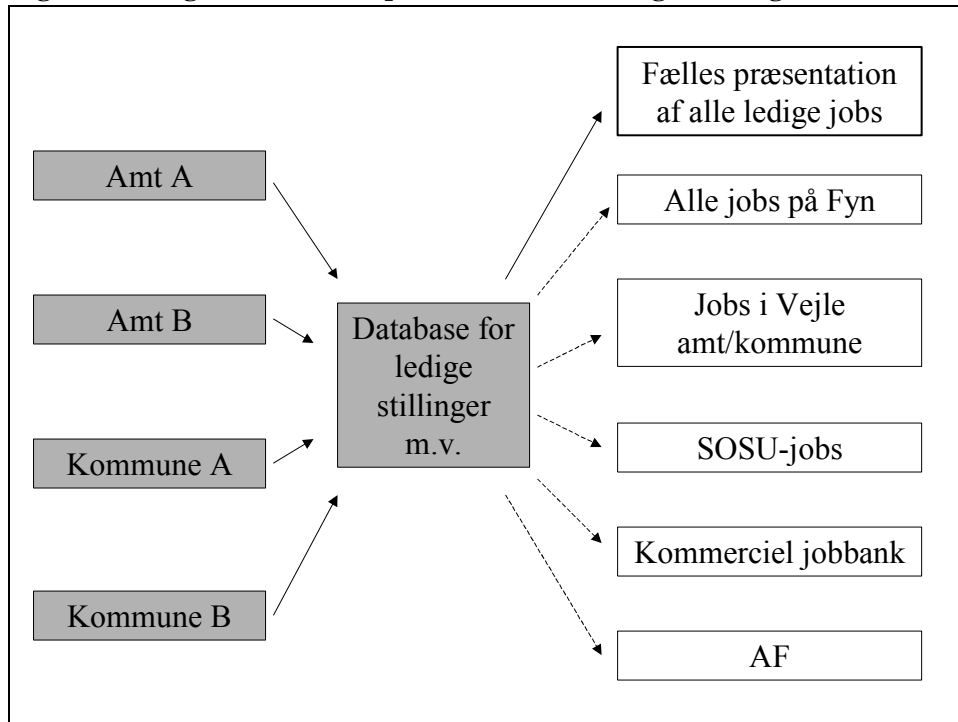 Amt A
Amt B
Kommune A
Kommune B
Database for
ledige
stillinger
m.v.
Fælles præsentation
af alle ledige jobs
Alle jobs på Fyn
Jobs i Vejle
amt/kommune
SOSU-jobs
Kommerciel jobbank
AF